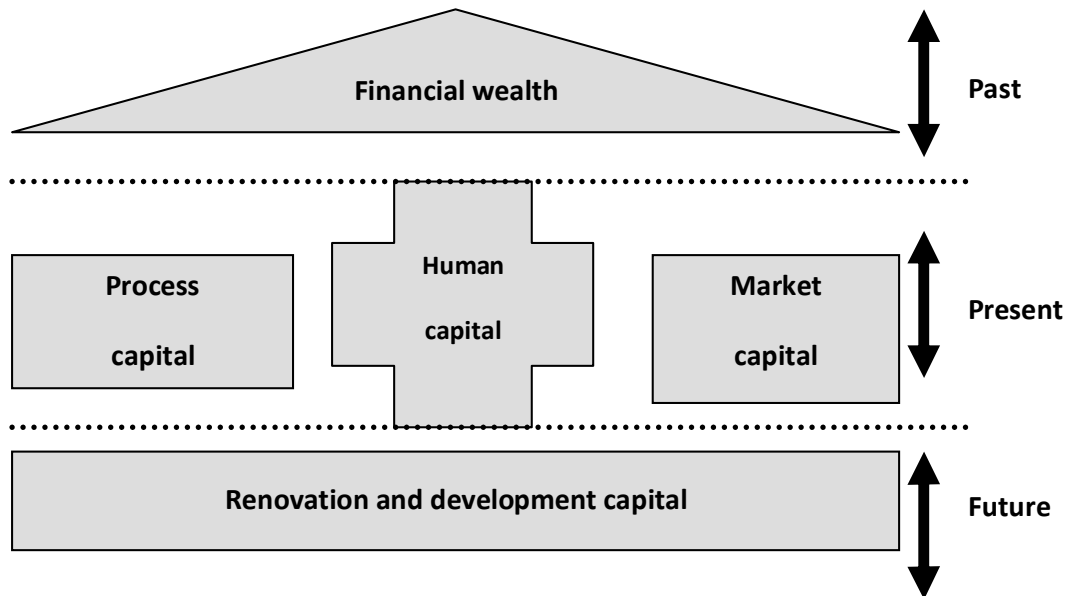 Financial wealth
Past
Process
capital
Human
capital
Market
capital
Present
Renovation and development capital
Future